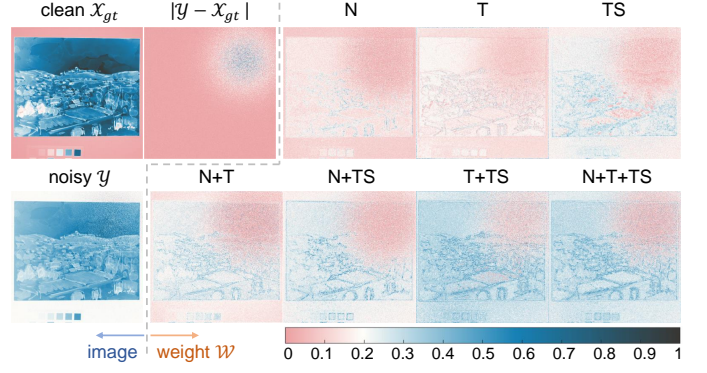 clean 𝒳gt |𝒴 − 𝒳gt | N T TS
noisy 𝒴 N+T N+TS T+TS N+T+TS
image weight 𝒲
0 0.1 0.2 0.3 0.4 0.5 0.6 0.7 0.8 0.9 1